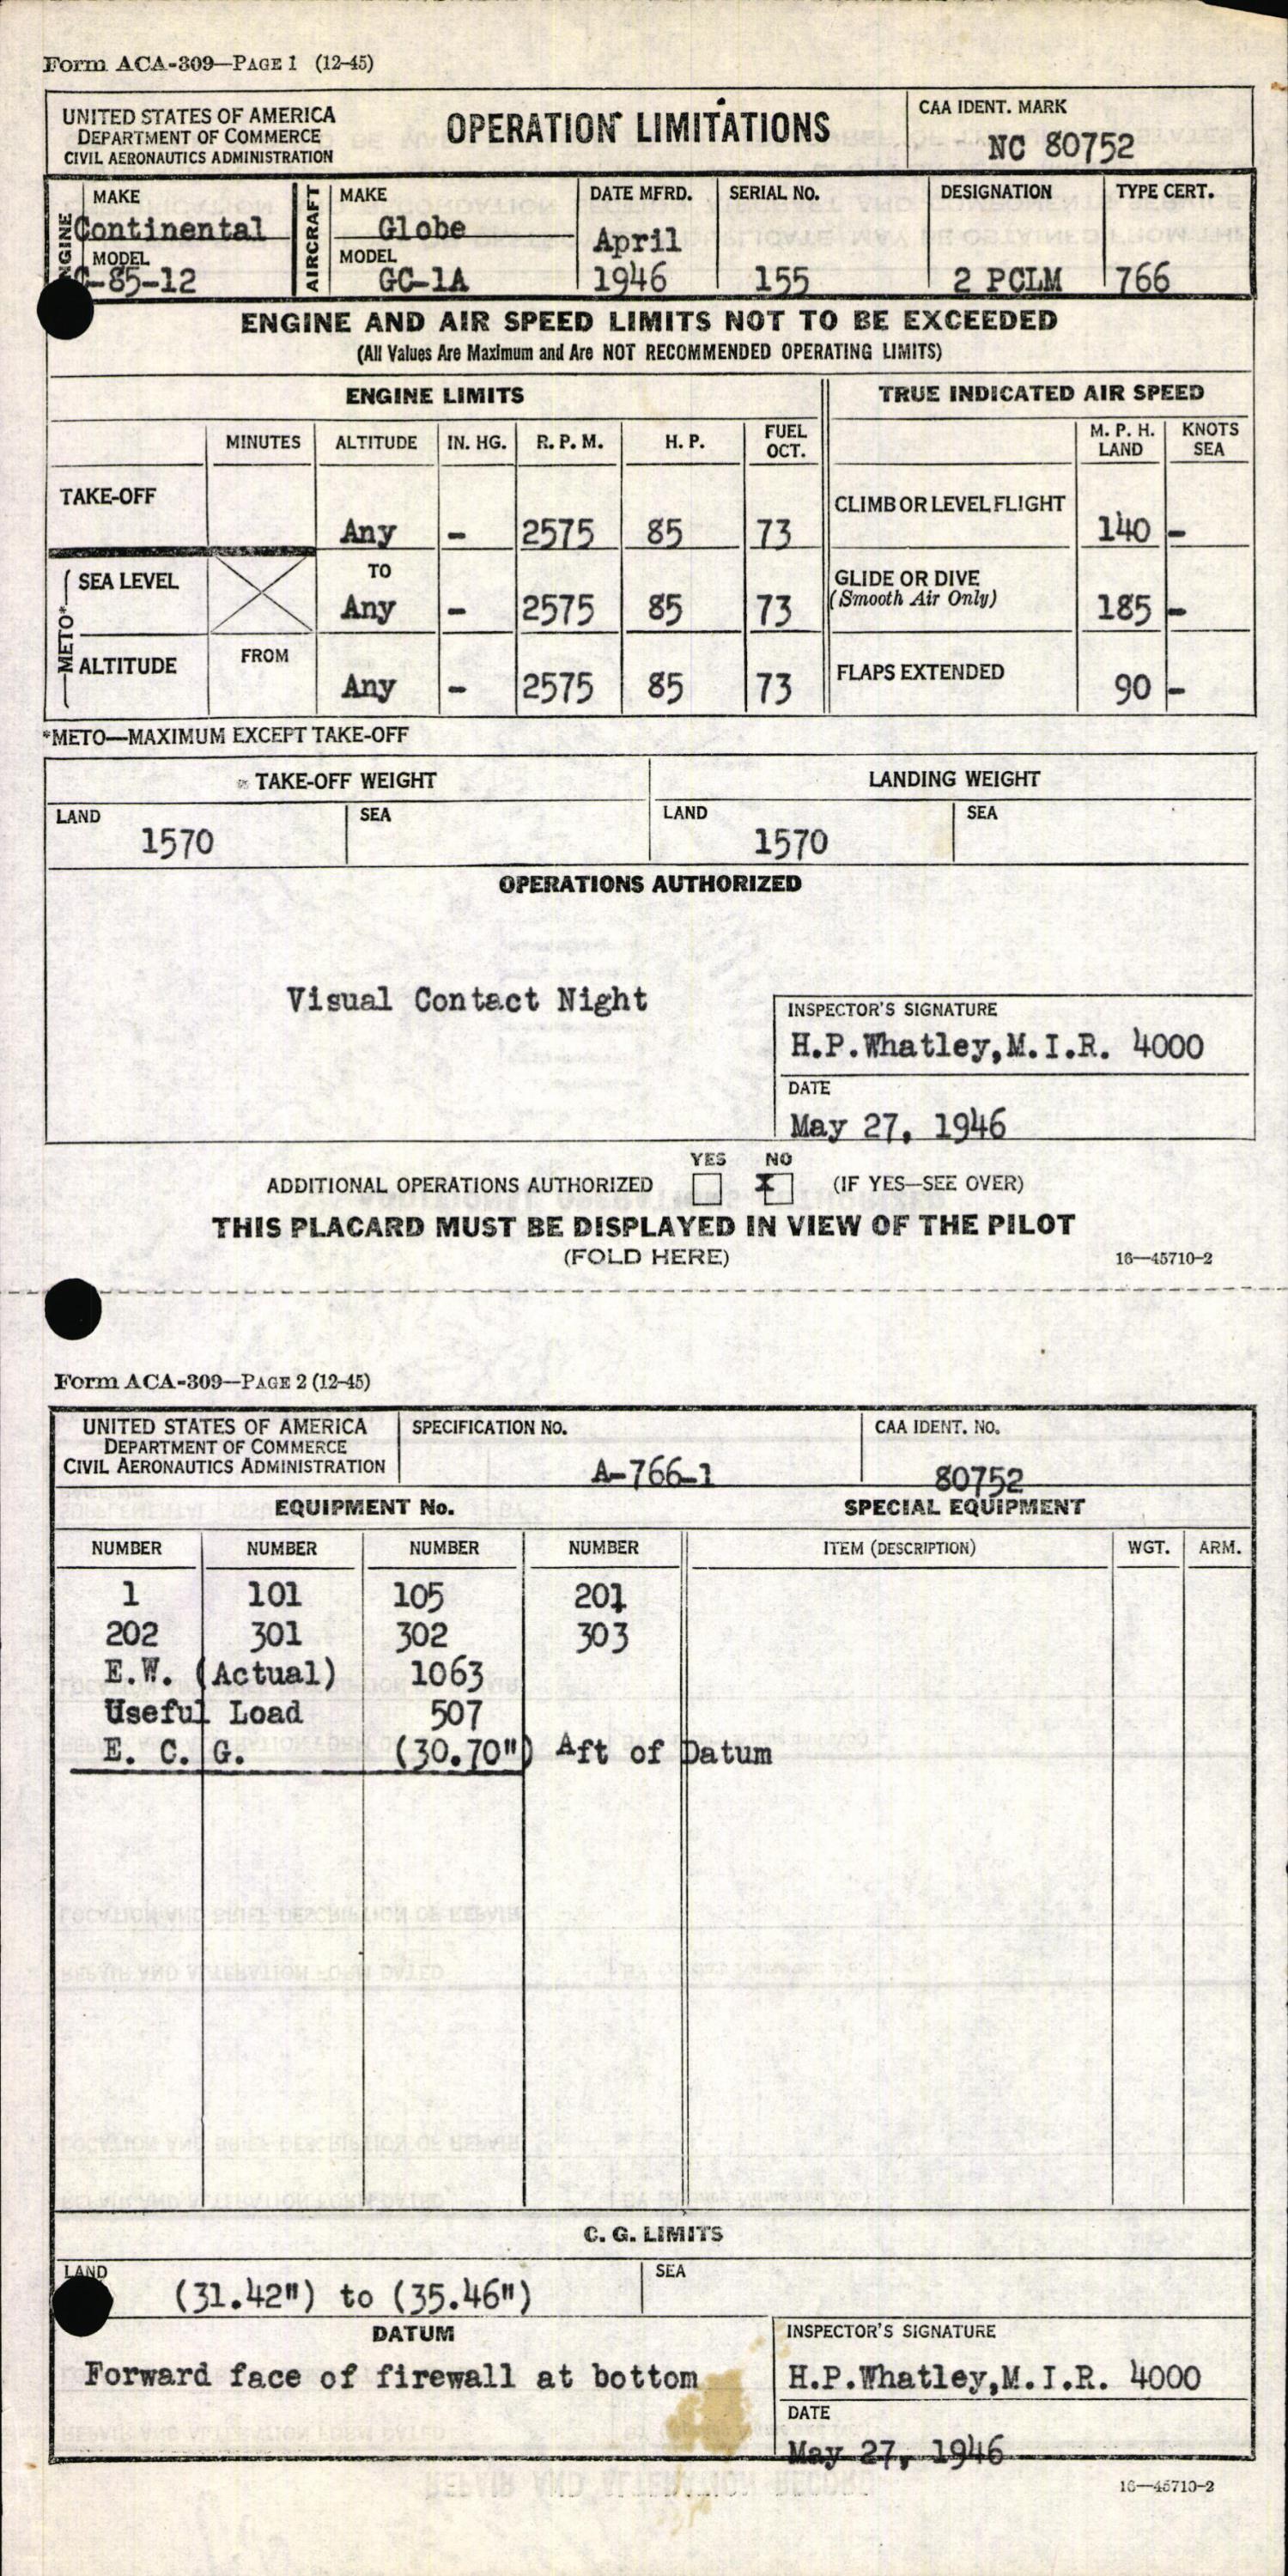 Form ACA-309—PAGE 1 (12-45)
UNITED STATES OF AMERICA
DEPARTMENT OF COMMERCE
CIVIL AERONAUTICS ADMINISTRATION
OPERATION LIMITATIONS
CAA IDENT. MARK
NC 80752
ENGINE
MAKE
Continental
MODEL
C-85-12
AIRCRAFT
MAKE
Globe
MODEL
GC-1A
DATE MFRD.
April
1946
SERIAL NO.
155
DESIGNATION
2 PCLM
TYPE CERT.
766
ENGINE AND AIR SPEED LIMITS NOT TO BE EXCEEDED
(All Values Are Maximum and Are NOT RECOMMENDED OPERATING LIMITS)
ENGINE LIMITS
TRUE INDICATED AIR SPEED
MINUTES ALTITUDE IN. HG. R. P. M. H. P. FUEL OCT.
M. P. H. LAND KNOTS SEA
TAKE-OFF Any - 2575 85 73
CLIMB OR LEVEL FLIGHT 140 -
METO*
SEA LEVEL TO Any - 2575 85 73
GLIDE OR DIVE
(Smooth Air Only) 185 -
ALTITUDE FROM Any - 2575 85 73
FLAPS EXTENDED 90 -
*METO—MAXIMUM EXCEPT TAKE-OFF
TAKE-OFF WEIGHT LANDING WEIGHT
LAND SEA LAND SEA
1570 1570
OPERATIONS AUTHORIZED
Visual Contact Night
INSPECTOR'S SIGNATURE
H.P.Whatley,M.I.R. 4000
DATE
May 27, 1946
YES NO
ADDITIONAL OPERATIONS AUTHORIZED X (IF YES—SEE OVER)
THIS PLACARD MUST BE DISPLAYED IN VIEW OF THE PILOT
(FOLD HERE) 16—45710-2
Form ACA-309—PAGE 2 (12-45)
UNITED STATES OF AMERICA
DEPARTMENT OF COMMERCE
CIVIL AERONAUTICS ADMINISTRATION
SPECIFICATION NO.
A-766-1
CAA IDENT. NO.
80752
EQUIPMENT No. SPECIAL EQUIPMENT
NUMBER NUMBER NUMBER NUMBER ITEM (DESCRIPTION) WGT. ARM.
1 101 105 201
202 301 302 303
E.W. (Actual) 1063
Useful Load 507
E. C. G. (30.70") Aft of Datum
C. G. LIMITS
LAND SEA
(31.42") to (35.46")
DATUM
Forward face of firewall at bottom
INSPECTOR'S SIGNATURE
H.P.Whatley,M.I.R. 4000
DATE
May 27, 1946
16—45710-2